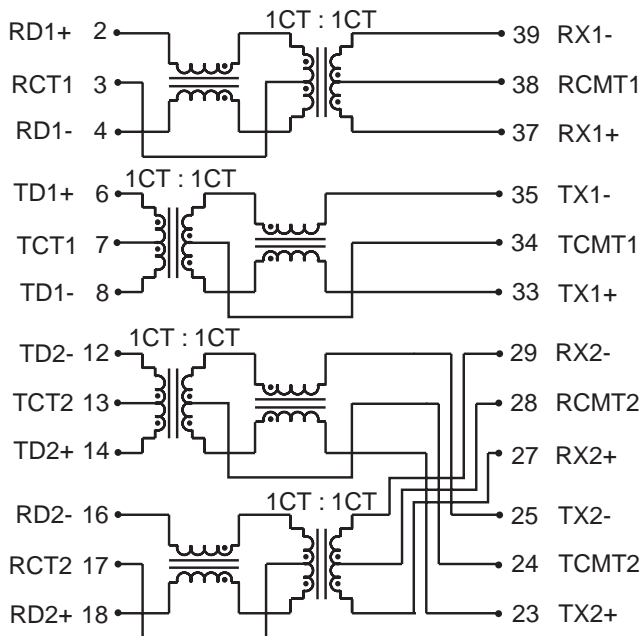 1CT : 1CT
RD1+ 2
39 RX1-
RCT1 3
38 RCMT1
RD1- 4
37 RX1+
1CT : 1CT
TD1+ 6
35 TX1-
TCT1 7
34 TCMT1
TD1- 8
33 TX1+
1CT : 1CT
TD2- 12
29 RX2-
TCT2 13
28 RCMT2
TD2+ 14
27 RX2+
1CT : 1CT
RD2- 16
25 TX2-
RCT2 17
24 TCMT2
RD2+ 18
23 TX2+